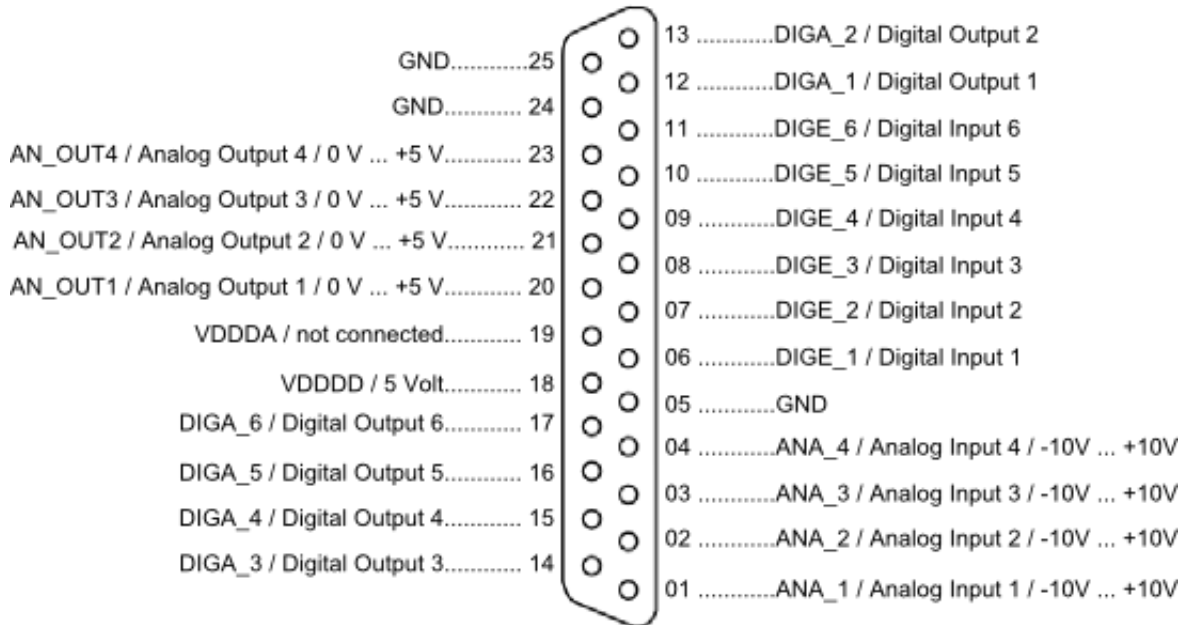 GND............25
GND............ 24
AN_OUT4 / Analog Output 4 / 0 V ... +5 V............ 23
AN_OUT3 / Analog Output 3 / 0 V ... +5 V............ 22
AN_OUT2 / Analog Output 2 / 0 V ... +5 V............ 21
AN_OUT1 / Analog Output 1 / 0 V ... +5 V............ 20
VDDDA / not connected............ 19
VDDDD / 5 Volt............ 18
DIGA_6 / Digital Output 6............ 17
DIGA_5 / Digital Output 5............ 16
DIGA_4 / Digital Output 4............ 15
DIGA_3 / Digital Output 3............ 14
13 ............DIGA_2 / Digital Output 2
12 ............DIGA_1 / Digital Output 1
11 ............DIGE_6 / Digital Input 6
10 ............DIGE_5 / Digital Input 5
09 ............DIGE_4 / Digital Input 4
08 ............DIGE_3 / Digital Input 3
07 ............DIGE_2 / Digital Input 2
06 ............DIGE_1 / Digital Input 1
05 ............GND
04 ............ANA_4 / Analog Input 4 / -10V ... +10V
03 ............ANA_3 / Analog Input 3 / -10V ... +10V
02 ............ANA_2 / Analog Input 2 / -10V ... +10V
01 ............ANA_1 / Analog Input 1 / -10V ... +10V